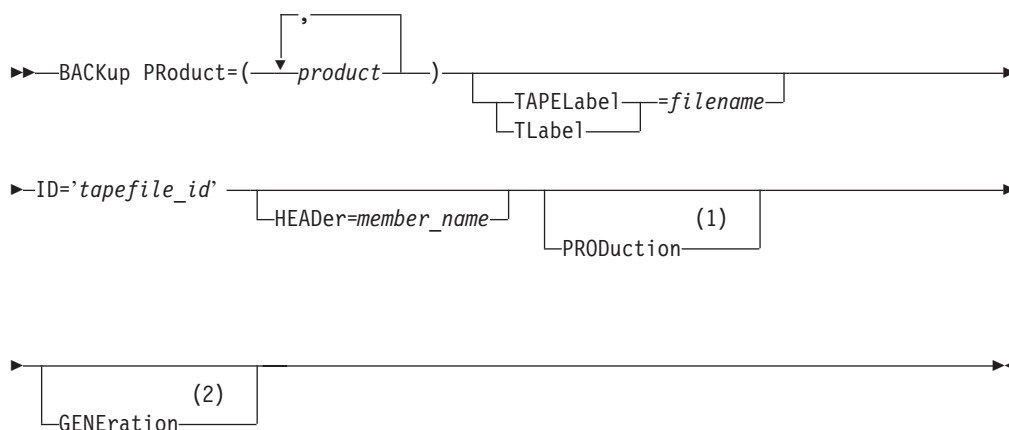 ,
BACKup PRoduct=( product )
TAPELabel =filename
TLabel
ID='tapefile_id'
HEADer=member_name
(1)
PRODuction
(2)
GENEration